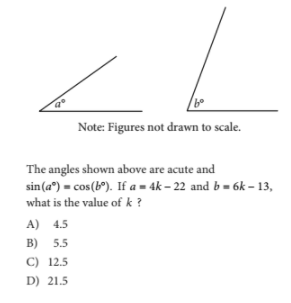 a° b°
Note: Figures not drawn to scale.
The angles shown above are acute and
sin(a°) = cos(b°). If a = 4k – 22 and b = 6k – 13,
what is the value of k ?
A) 4.5
B) 5.5
C) 12.5
D) 21.5